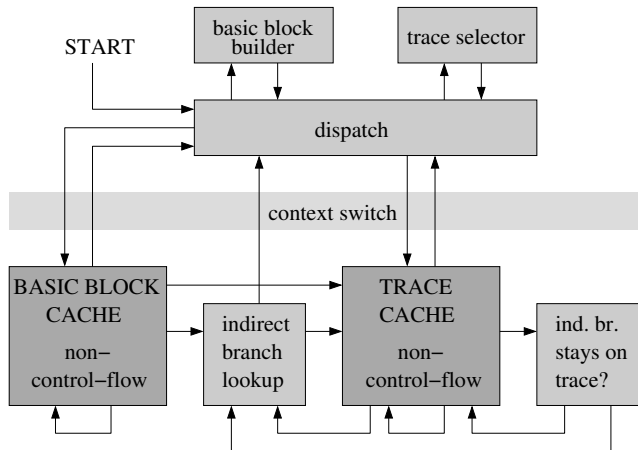 basic block
builder
trace selector
START
dispatch
context switch
BASIC BLOCK
CACHE
non−
control−flow
indirect
branch
lookup
TRACE
CACHE
non−
control−flow
ind. br.
stays on
trace?